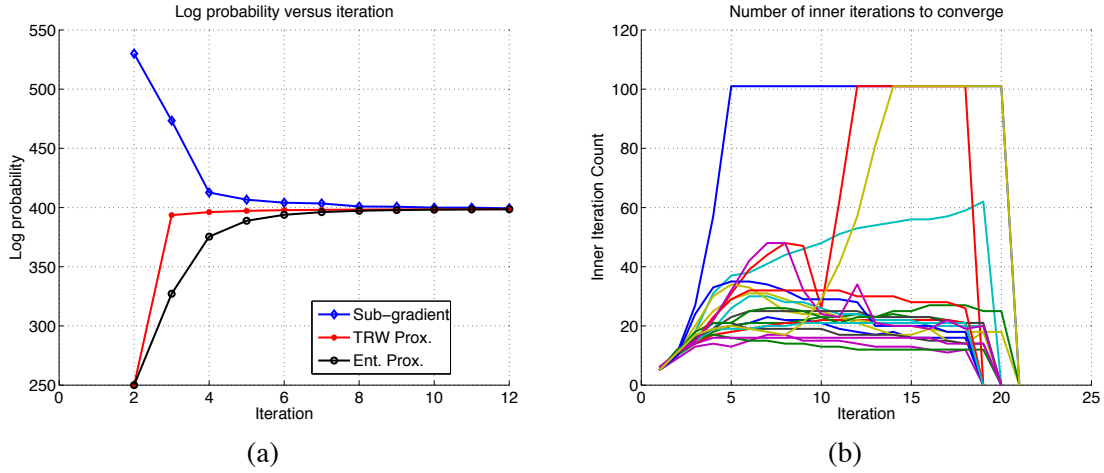 Log probability versus iteration
550
500
450
400
350
300
250
0
2
4
6
8
10
12
Log probability
Iteration
Sub-gradient
TRW Prox.
Ent. Prox.
(a)
Number of inner iterations to converge
120
100
80
60
40
20
0
0
5
10
15
20
25
Inner Iteration Count
Iteration
(b)